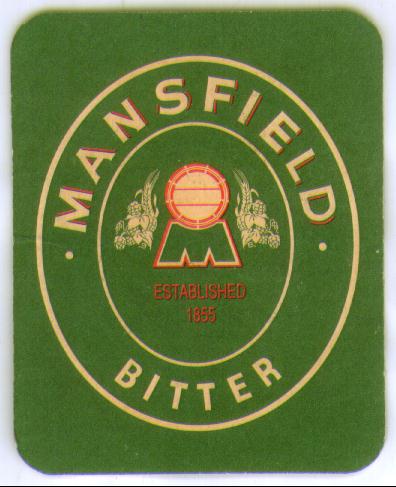 MANSFIELD
M
ESTABLISHED
1855
BITTER